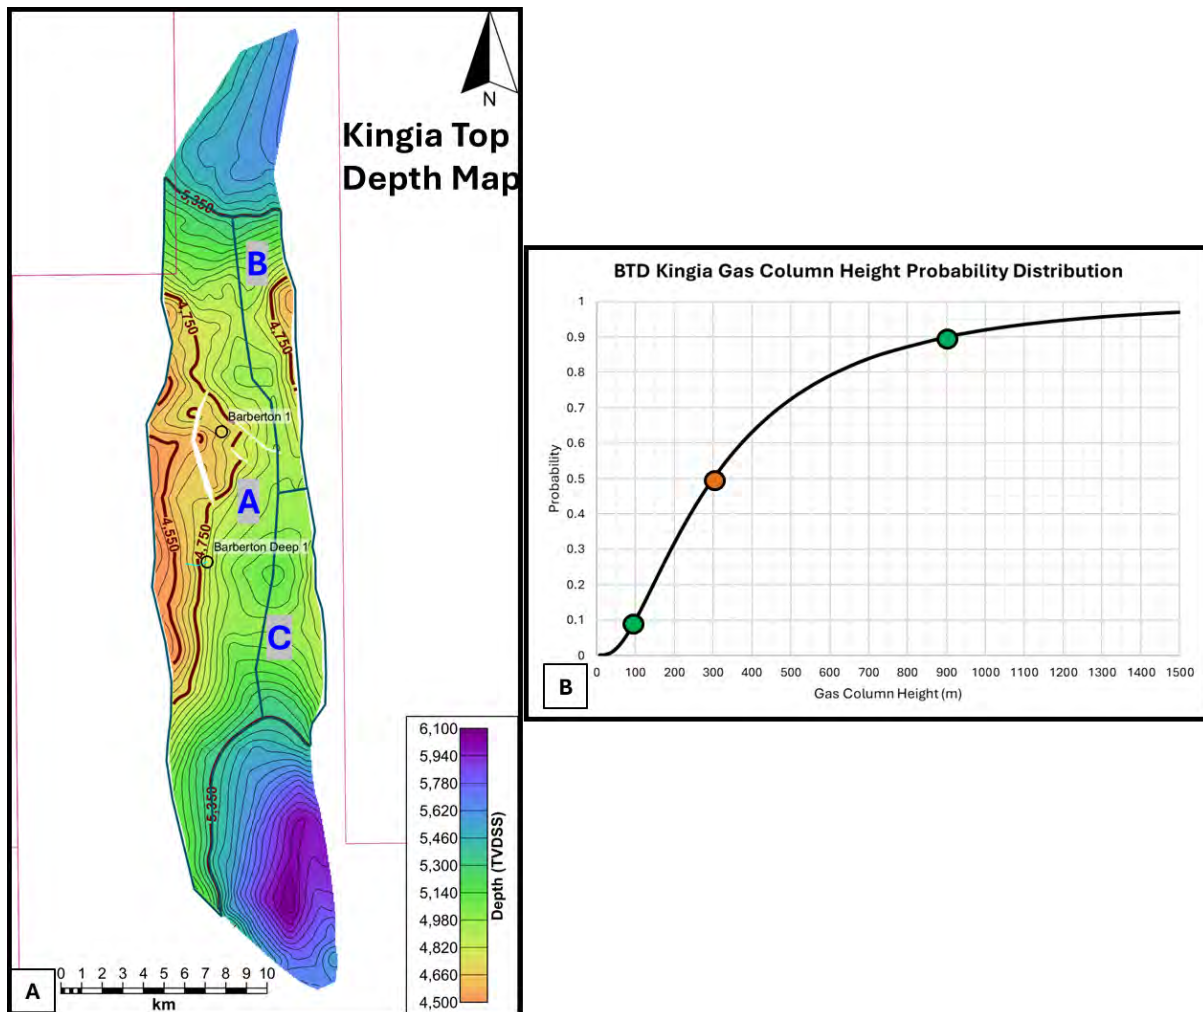 N
Kingia Top
Depth Map
5,350
B
4,750
4,750
Barberton 1
A
4,550
4,750
Barberton Deep 1
C
5,350
6,100
5,940
5,780
5,620
5,460
5,300
5,140
4,980
4,820
4,660
4,500
Depth (TVDSS)
0 1 2 3 4 5 6 7 8 9 10
km
A
BTD Kingia Gas Column Height Probability Distribution
1
0.9
0.8
0.7
0.6
0.5
0.4
0.3
0.2
0.1
0
Probability
0 100 200 300 400 500 600 700 800 900 1000 1100 1200 1300 1400 1500
Gas Column Height (m)
B